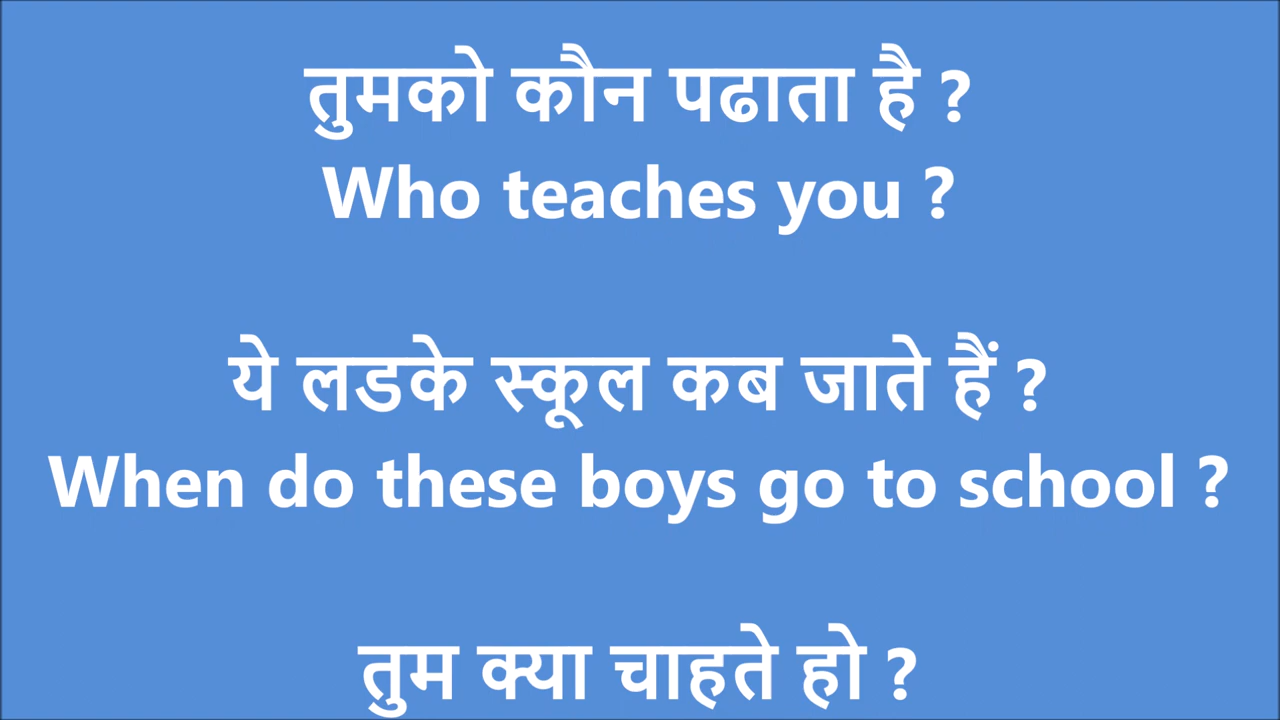 तुमको कौन पढाता है ?
Who teaches you ?
ये लडके स्कूल कब जाते हैं ?
When do these boys go to school ?
तुम क्या चाहते हो ?